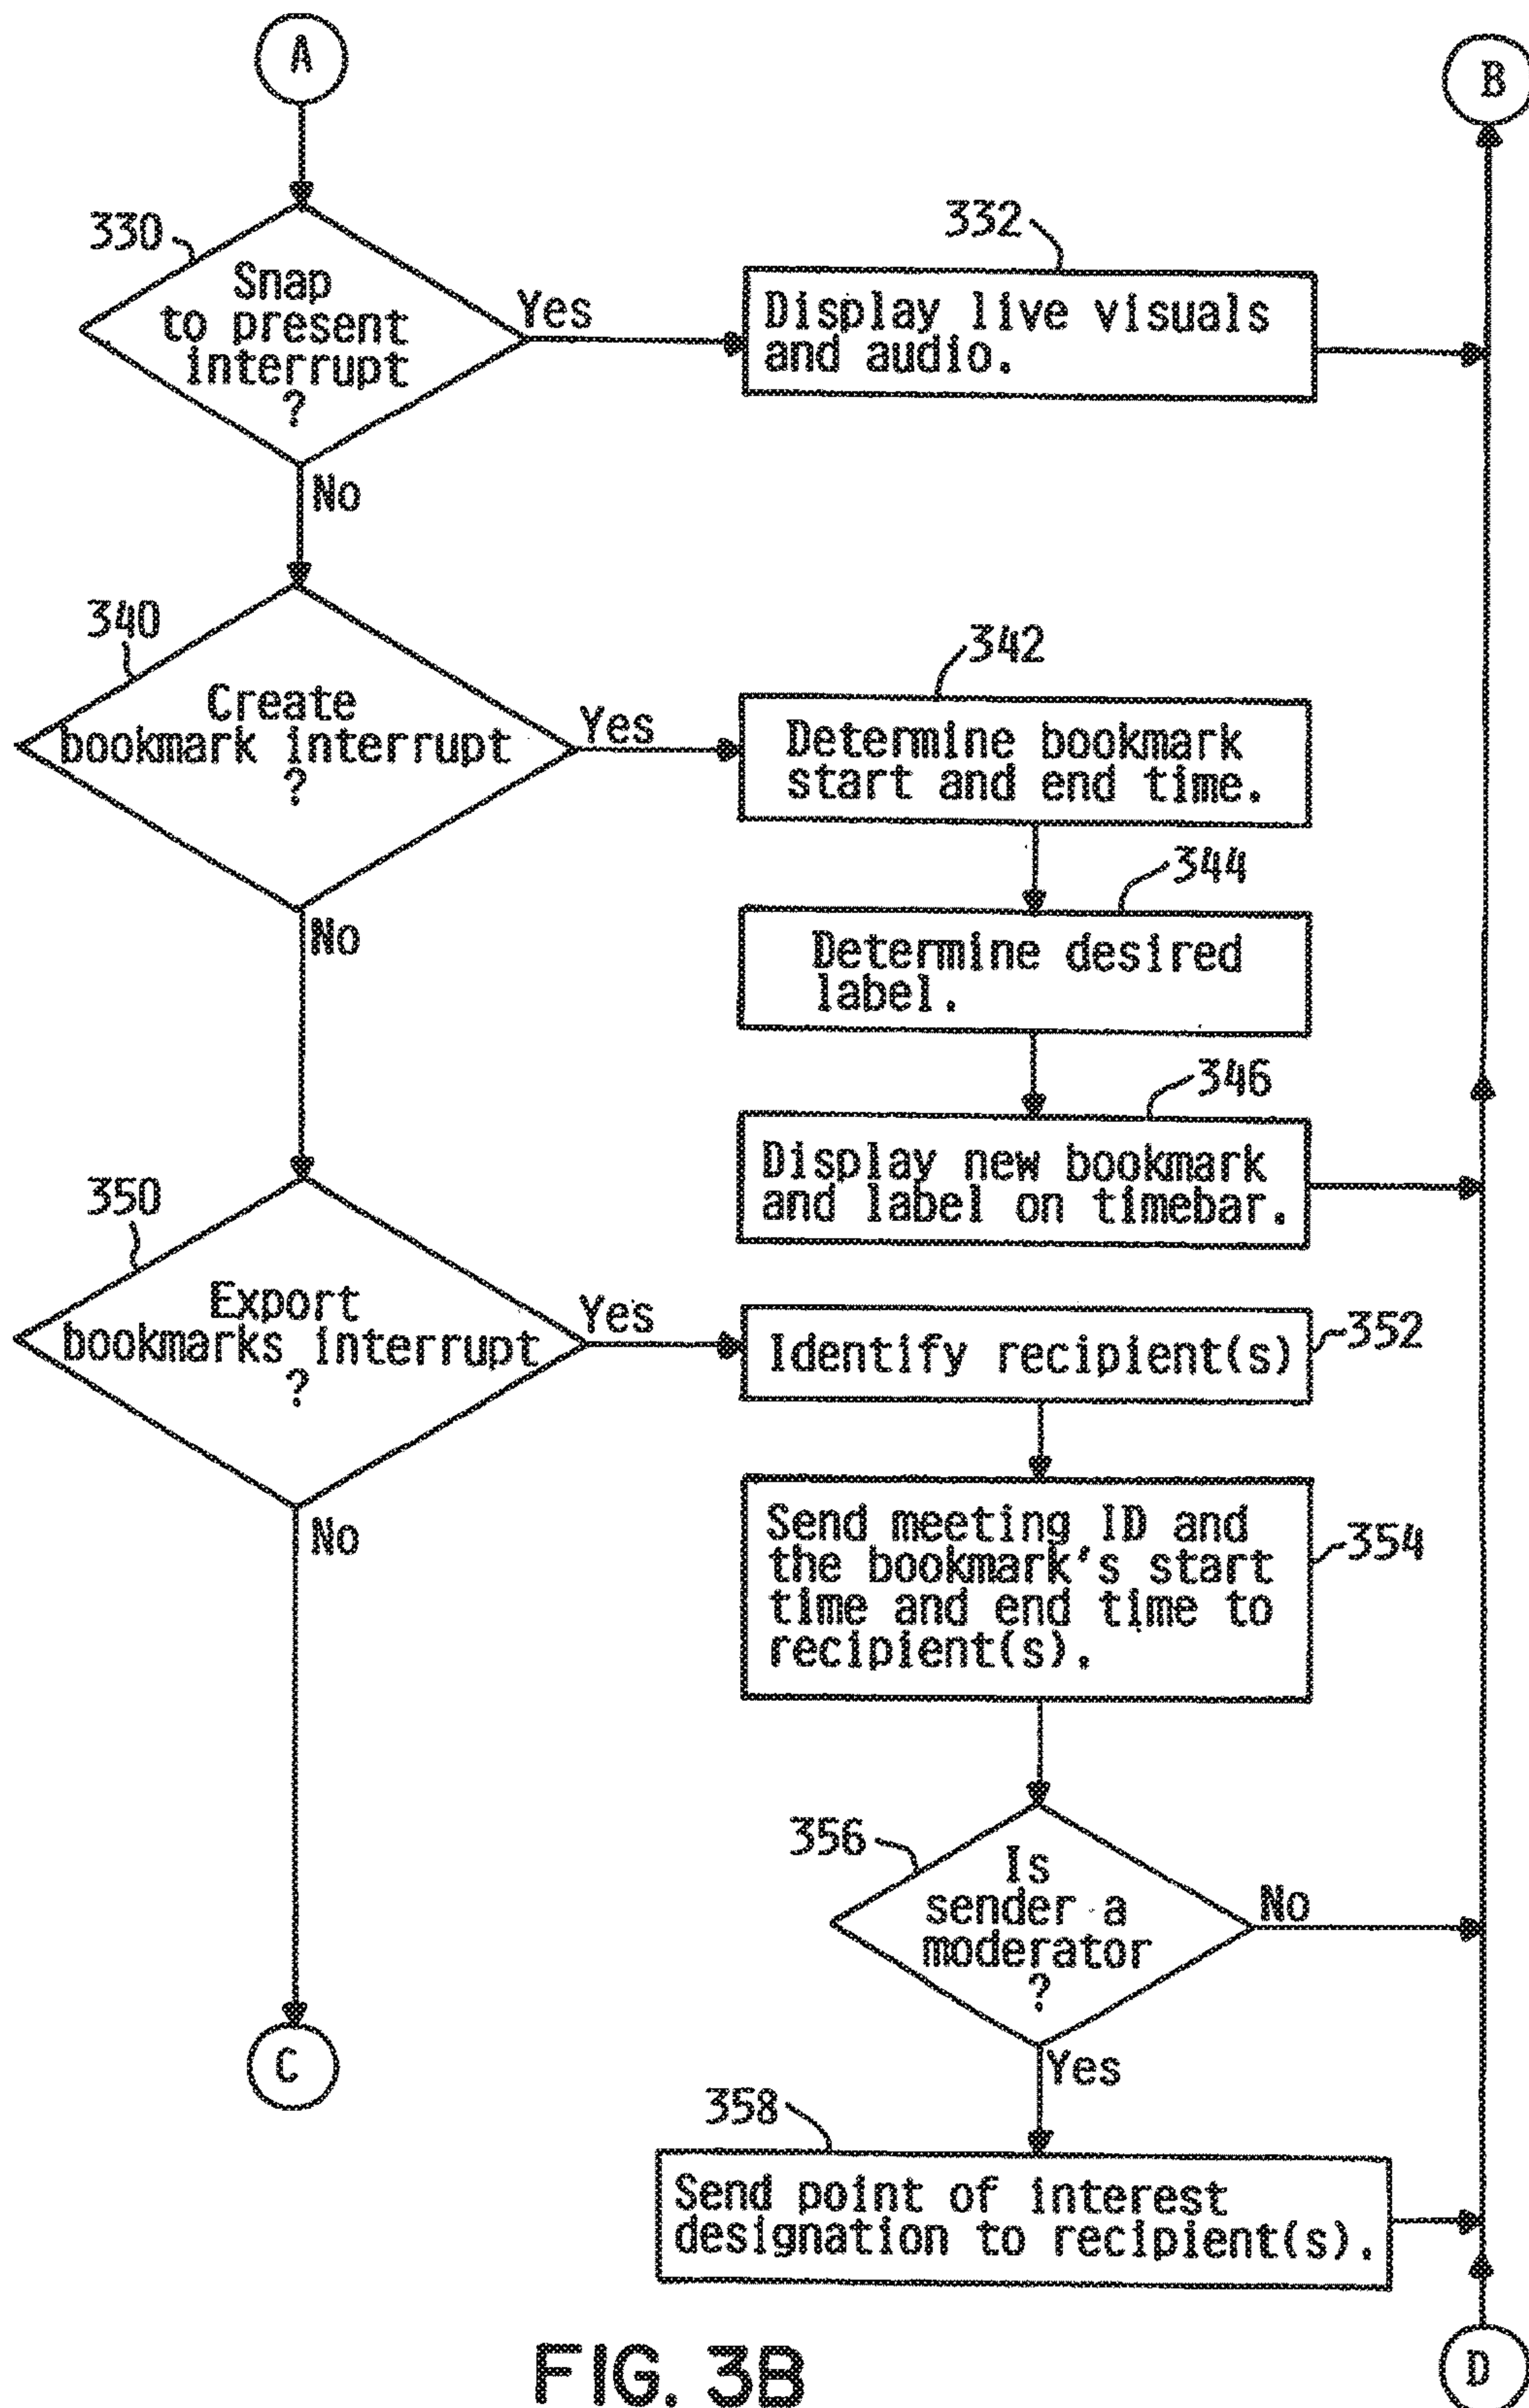 A
B
330
Snap
to present
interrupt
?
Yes
No
332
Display live visuals
and audio.
340
Create
bookmark interrupt
?
Yes
No
342
Determine bookmark
start and end time.
344
Determine desired
label.
346
Display new bookmark
and label on timebar.
350
Export
bookmarks interrupt
?
Yes
No
352
Identify recipient(s)
354
Send meeting ID and
the bookmark's start
time and end time to
recipient(s).
356
Is
sender a
moderator
?
No
Yes
C
358
Send point of interest
designation to recipient(s).
D
FIG. 3B